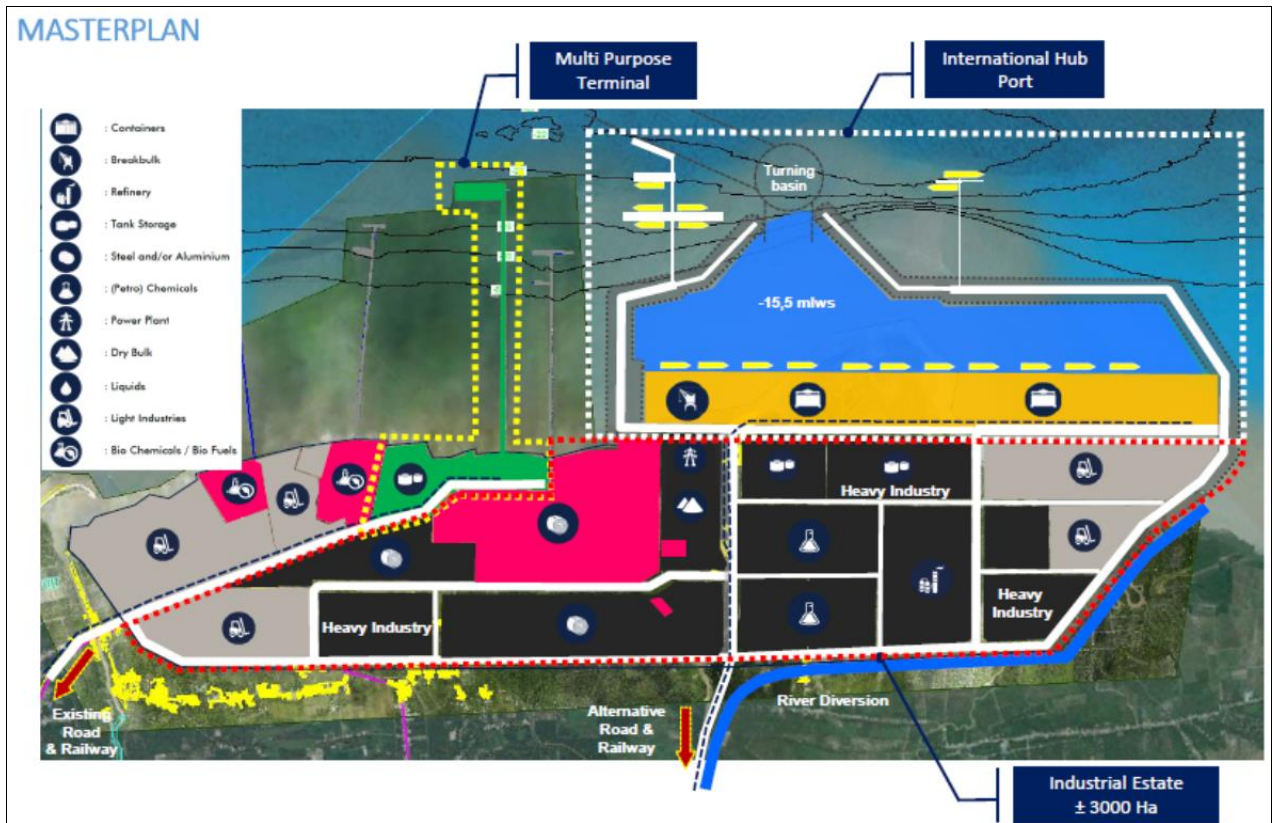 MASTERPLAN
Multi Purpose
Terminal
International Hub
Port
: Containers
: Breakbulk
: Refinery
: Tank Storage
: Steel and/or Aluminium
: (Petro) Chemicals
: Power Plant
: Dry Bulk
: Liquids
: Light Industries
: Bio Chemicals / Bio Fuels
Turning
basin
-15,5 mlws
Heavy Industry
Heavy Industry
Heavy
Industry
Existing
Road
& Railway
Alternative
Road &
Railway
River Diversion
Industrial Estate
± 3000 Ha